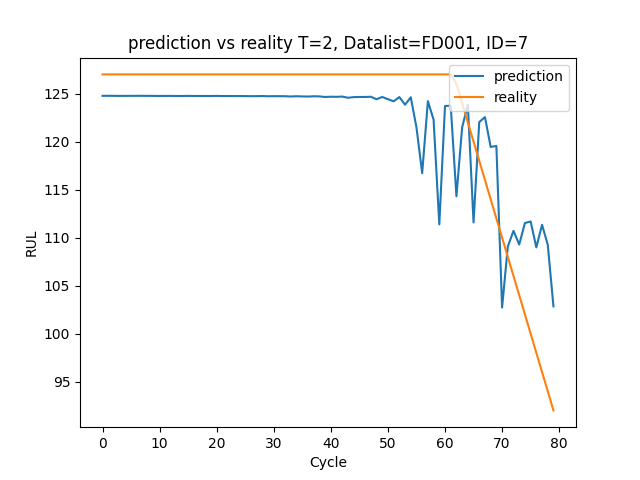 prediction vs reality T=2, Datalist=FD001, ID=7
prediction
reality
RUL
125
120
115
110
105
100
95
0 10 20 30 40 50 60 70 80
Cycle